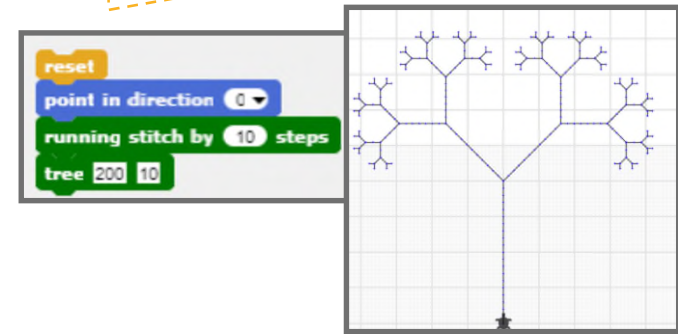 reset
point in direction 0
running stitch by 10 steps
tree 200 10